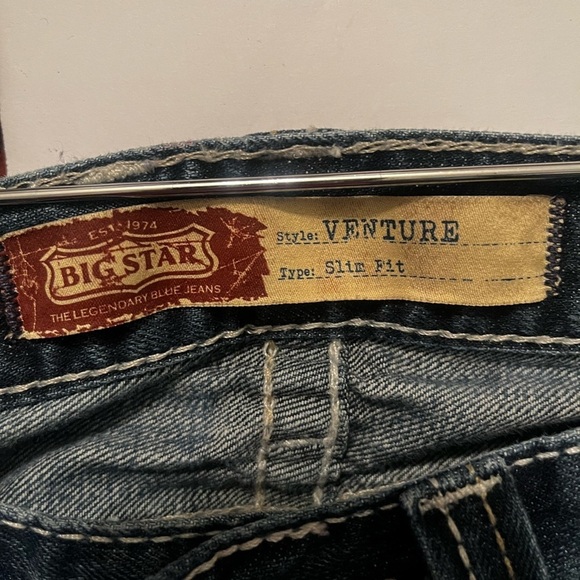 EST. 1974
BIG STAR
THE LEGENDARY BLUE JEANS
Style: VENTURE
Type: Slim Fit